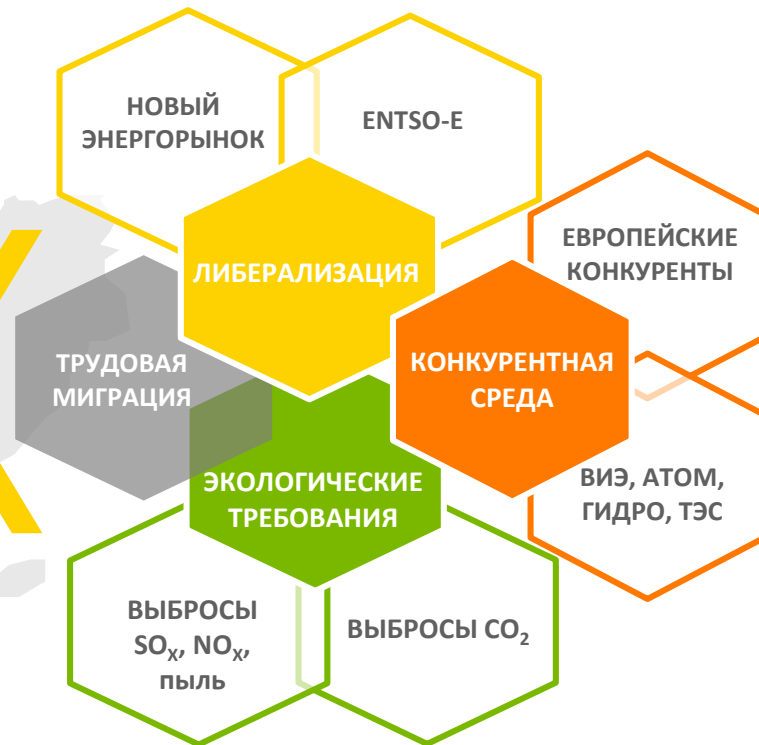 НОВЫЙ
ЭНЕРГОРЫНОК
ENTSO-E
ЛИБЕРАЛИЗАЦИЯ
ЕВРОПЕЙСКИЕ
КОНКУРЕНТЫ
ТРУДОВАЯ
МИГРАЦИЯ
КОНКУРЕНТНАЯ
СРЕДА
ЭКОЛОГИЧЕСКИЕ
ТРЕБОВАНИЯ
ВИЭ, АТОМ,
ГИДРО, ТЭС
ВЫБРОСЫ
SOₓ, NOₓ,
пыль
ВЫБРОСЫ CO₂